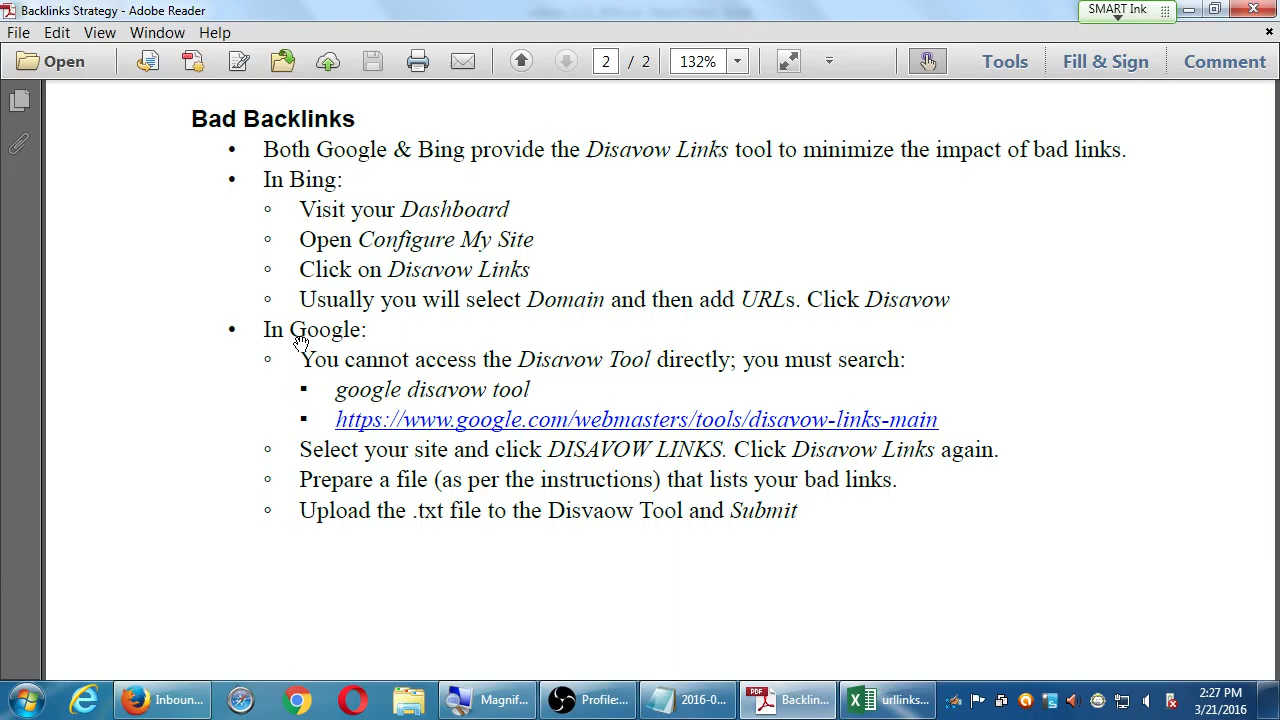 Backlinks Strategy - Adobe Reader
SMART Ink
File Edit View Window Help
Open
2 / 2
132%
Tools
Fill & Sign
Comment
Bad Backlinks
• Both Google & Bing provide the Disavow Links tool to minimize the impact of bad links.
• In Bing:
◦ Visit your Dashboard
◦ Open Configure My Site
◦ Click on Disavow Links
◦ Usually you will select Domain and then add URLs. Click Disavow
• In Google:
◦ You cannot access the Disavow Tool directly; you must search:
▪ google disavow tool
▪ https://www.google.com/webmasters/tools/disavow-links-main
◦ Select your site and click DISAVOW LINKS. Click Disavow Links again.
◦ Prepare a file (as per the instructions) that lists your bad links.
◦ Upload the .txt file to the Disvaow Tool and Submit
Inboun...
Magnif...
Profile:...
2016-0...
PDF
Backlin...
urllinks...
2:27 PM
3/21/2016